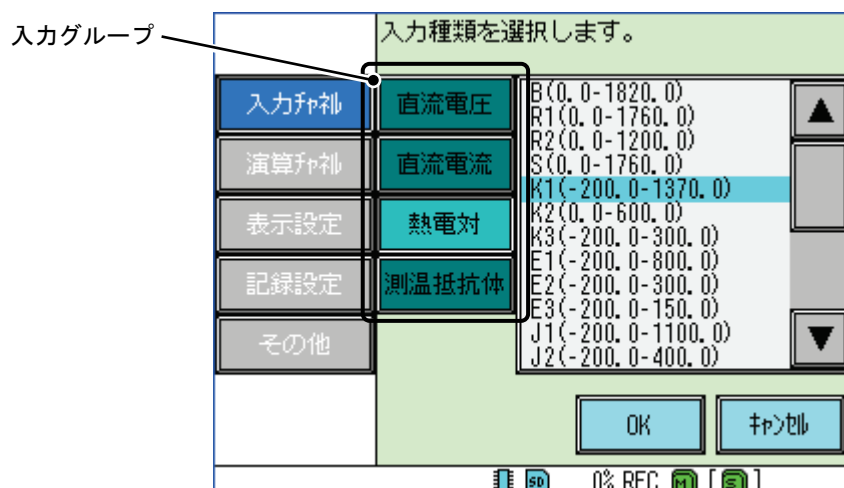 入力グループ
入力種類を選択します。
入力ﾁｬﾈﾙ
演算ﾁｬﾈﾙ
表示設定
記録設定
その他
直流電圧
直流電流
熱電対
測温抵抗体
B(0.0-1820.0)
R1(0.0-1760.0)
R2(0.0-1200.0)
S(0.0-1760.0)
K1(-200.0-1370.0)
K2(0.0-600.0)
K3(-200.0-300.0)
E1(-200.0-800.0)
E2(-200.0-300.0)
E3(-200.0-150.0)
J1(-200.0-1100.0)
J2(-200.0-400.0)
▲
▼
OK
ｷｬﾝｾﾙ
SD 0% REC M [S]